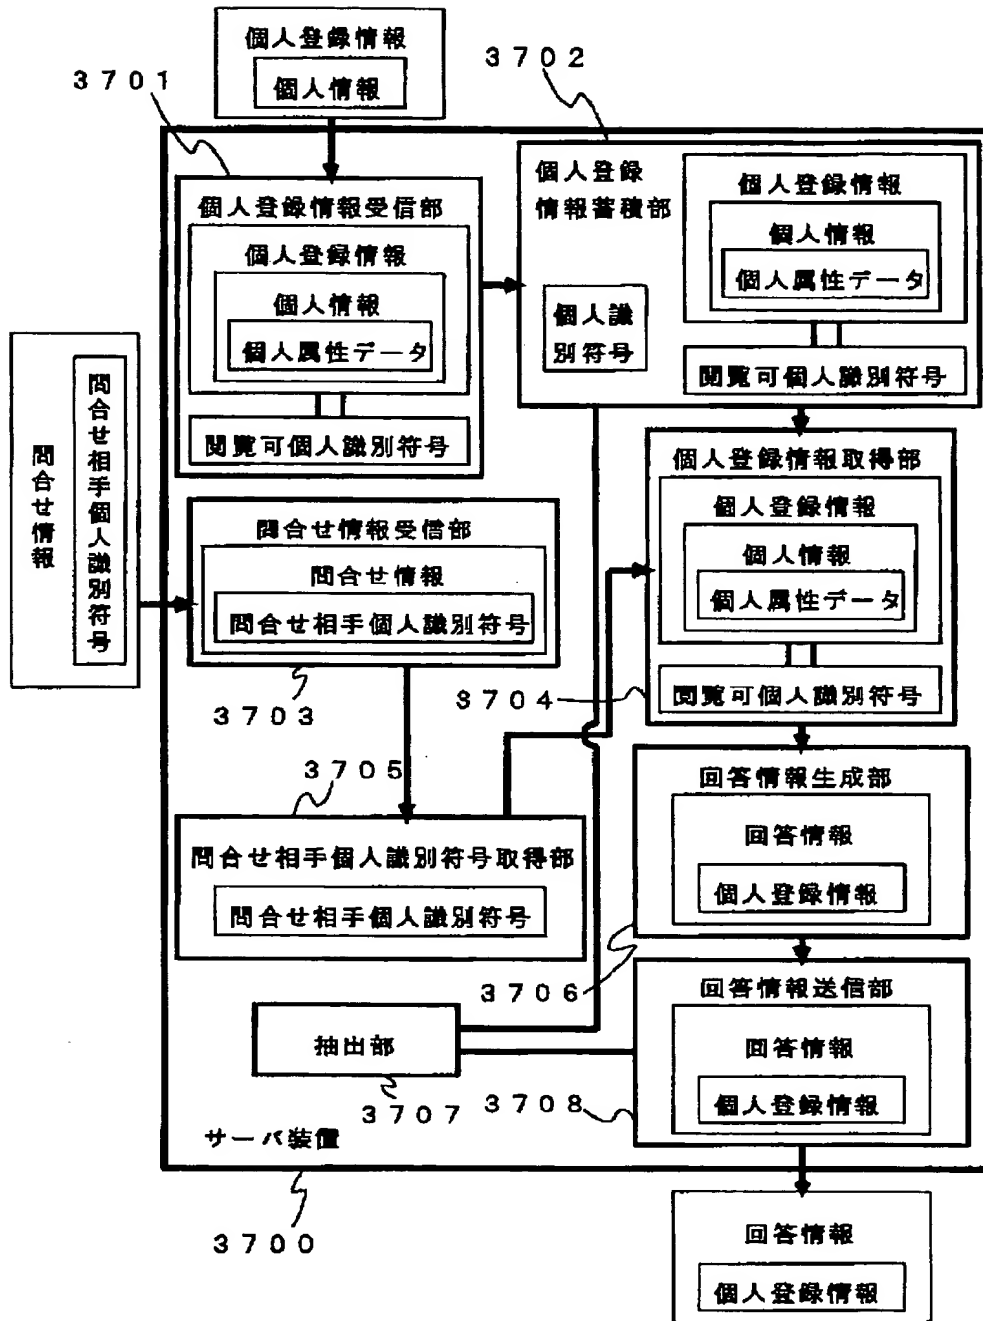 個人登録情報
個人情報
3701
3702
個人登録情報受信部
個人登録情報
個人情報
個人属性データ
閲覧可個人識別符号
個人登録
情報蓄積部
個人識
別符号
個人登録情報
個人情報
個人属性データ
閲覧可個人識別符号
問合せ情報
問合せ相手個人識別符号
問合せ情報受信部
問合せ情報
問合せ相手個人識別符号
3703
個人登録情報取得部
個人登録情報
個人情報
個人属性データ
閲覧可個人識別符号
3704
3705
問合せ相手個人識別符号取得部
問合せ相手個人識別符号
回答情報生成部
回答情報
個人登録情報
3706
抽出部
3707
回答情報送信部
回答情報
個人登録情報
3708
サーバ装置
3700
回答情報
個人登録情報